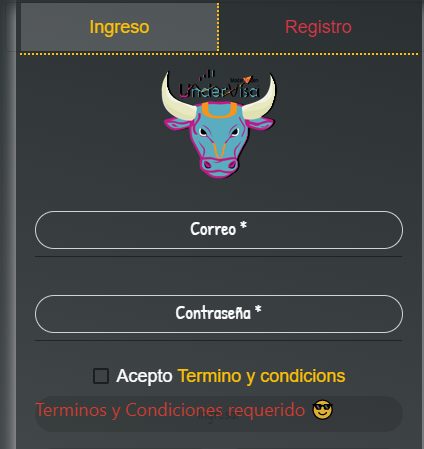 Ingreso
Registro
UnderVisa
Correo *
Contraseña *
Acepto Termino y condicions
Terminos y Condiciones requerido 😎